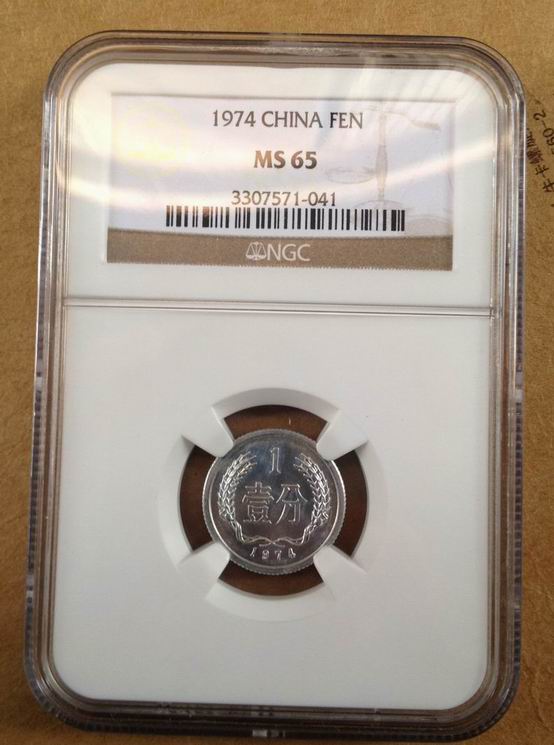 1974 CHINA FEN
MS 65
3307571-041
NGC
1
壹分
1974